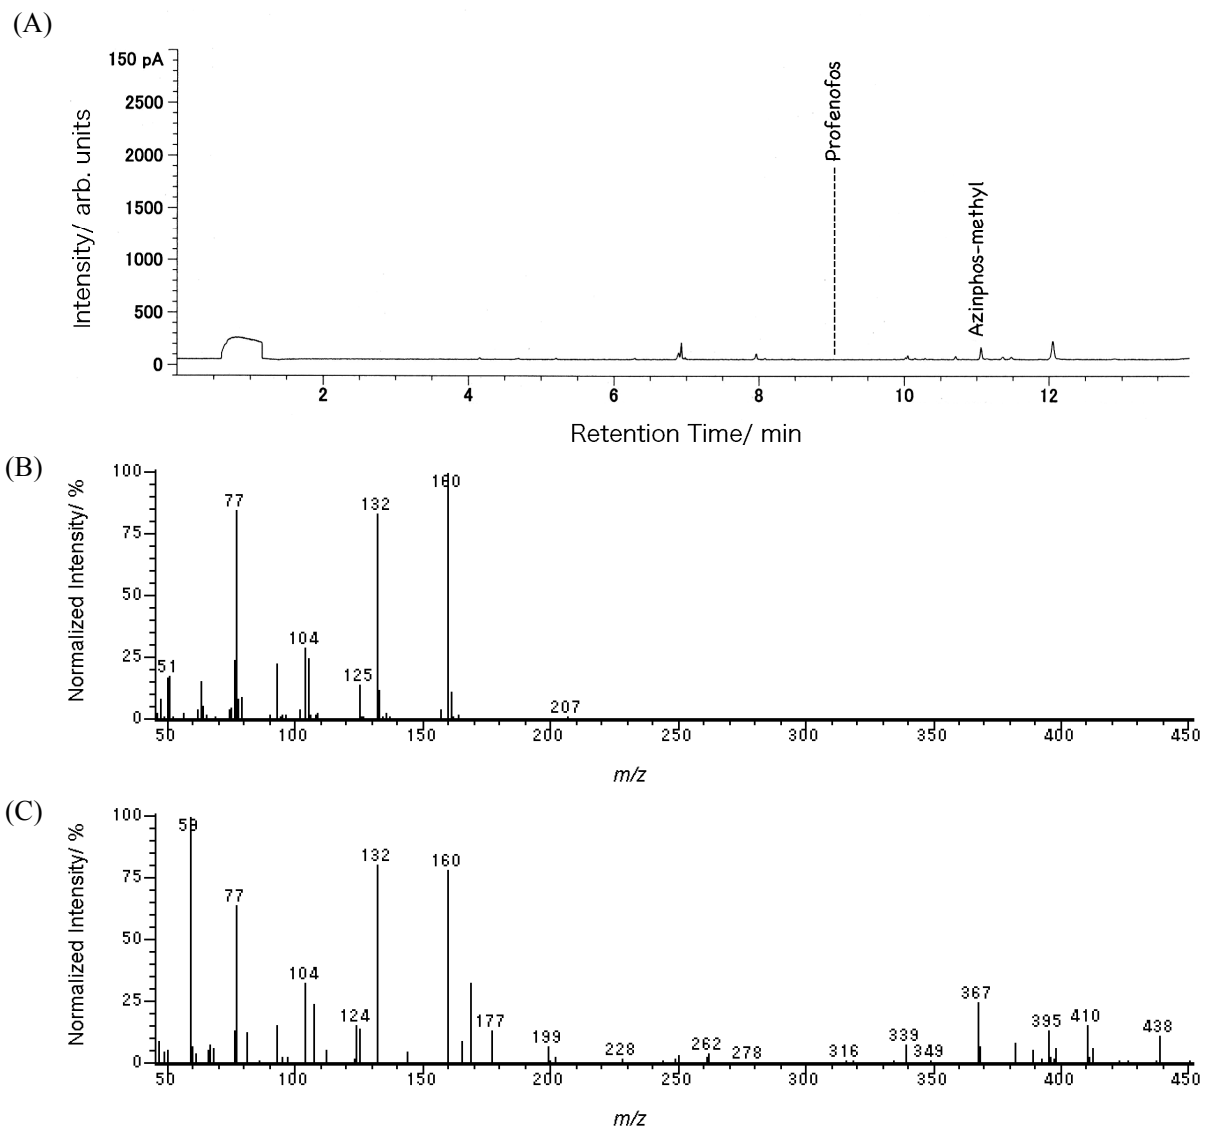 (A)
150 pA
2500
2000
1500
1000
500
0
Intensity/ arb. units
Profenofos
Azinphos-methyl
2 4 6 8 10 12
Retention Time/ min
(B)
Normalized Intensity/ %
100
75
50
25
0
51 77 104 125 132 160 207
50 100 150 200 250 300 350 400 450
m/z
(C)
Normalized Intensity/ %
100
75
50
25
0
59 77 104 124 132 160 177 199 228 262 278 316 339 349 367 395 410 438
50 100 150 200 250 300 350 400 450
m/z